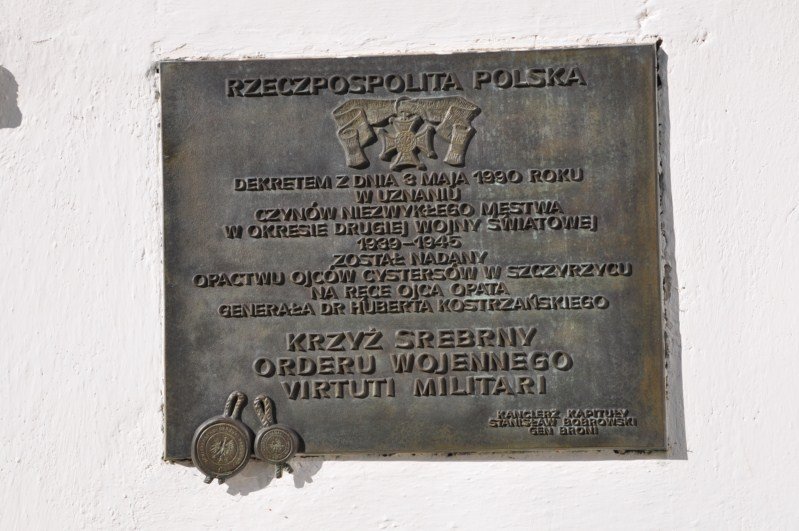 RZECZPOSPOLITA POLSKA
DEKRETEM Z DNIA 3 MAJA 1990 ROKU
W UZNANIU
CZYNÓW NIEZWYKŁEGO MĘSTWA
W OKRESIE DRUGIEJ WOJNY ŚWIATOWEJ
1939-1945
ZOSTAŁ NADANY
OPACTWU OJCÓW CYSTERSÓW W SZCZYRZYCU
NA RĘCE OJCA OPATA
GENERAŁA DR HUBERTA KOSTRZAŃSKIEGO
KRZYŻ SREBRNY
ORDERU WOJENNEGO
VIRTUTI MILITARI
KANCLERZ KAPITUŁY
STANISŁAW BOBROWSKI
GEN BRONI